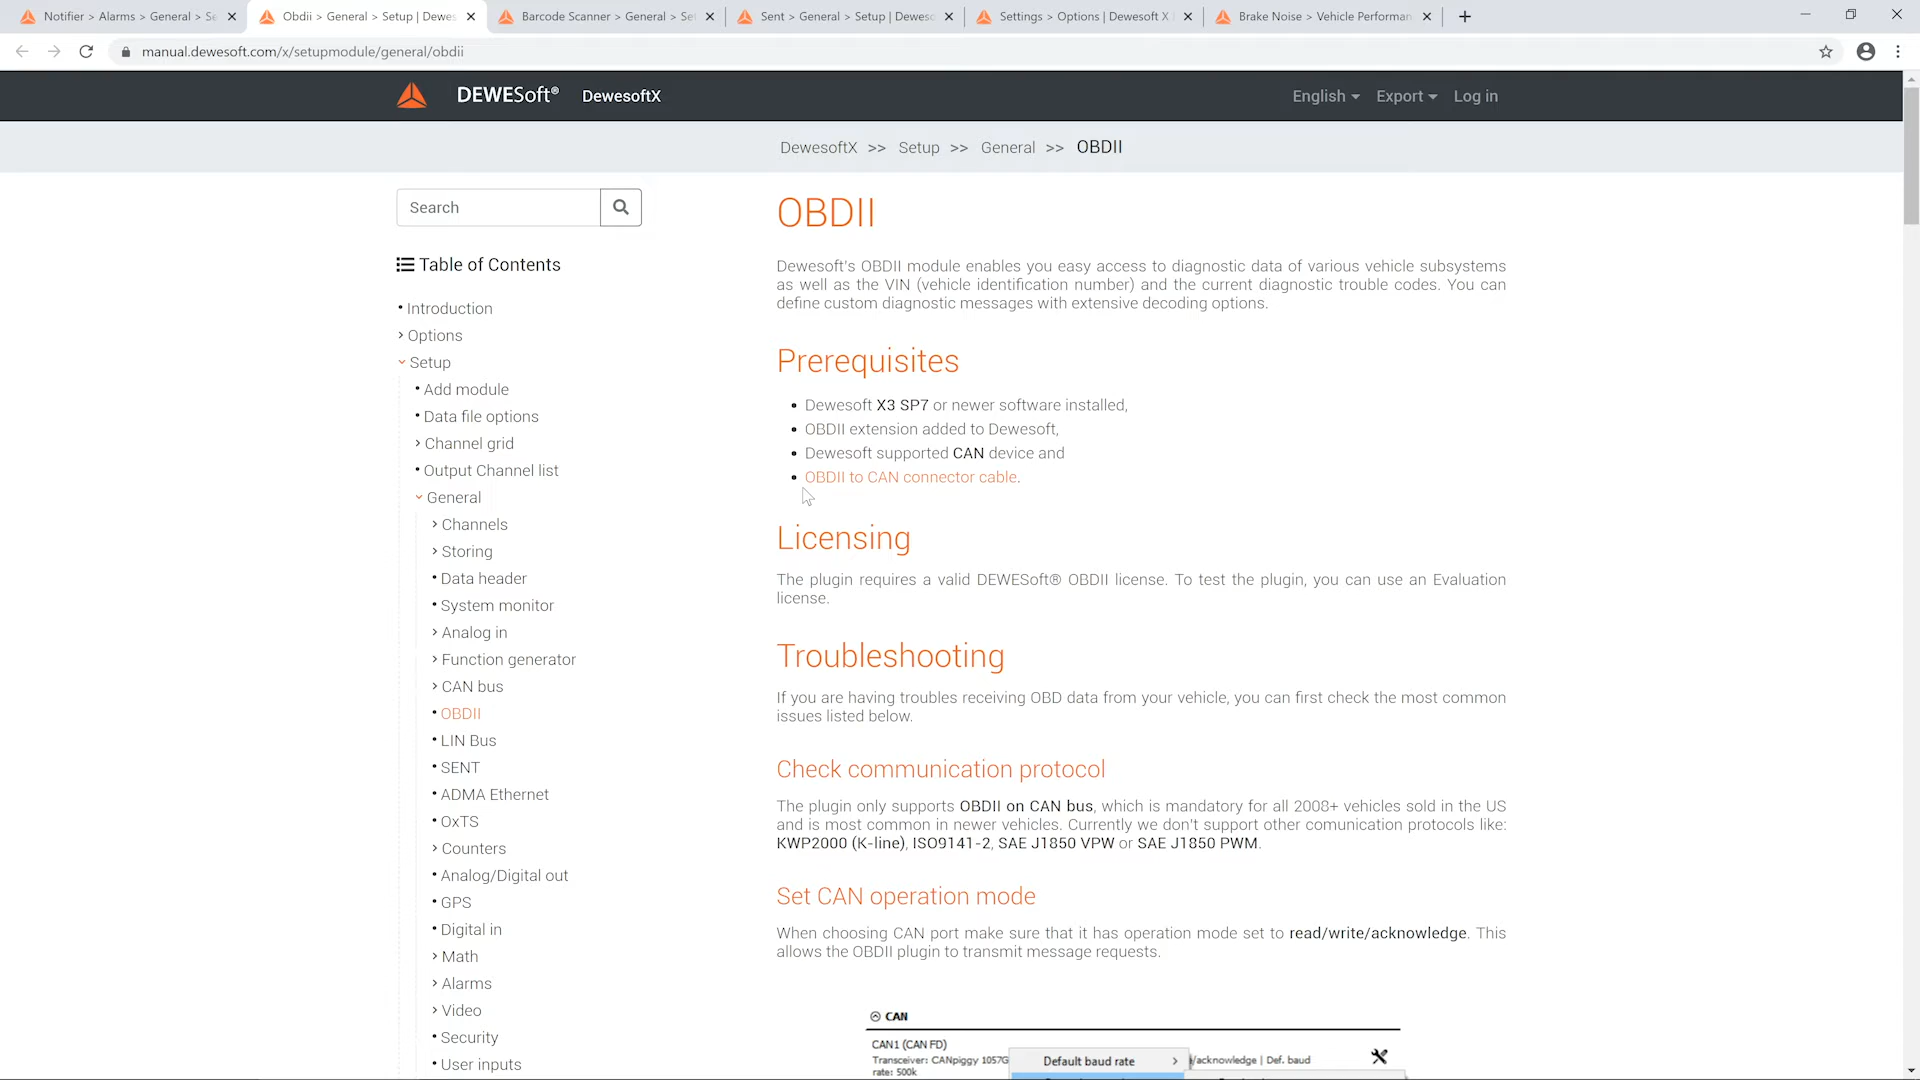 Notifier > Alarms > General > Se
Obdii > General > Setup | Dewes
Barcode Scanner > General > Set
Sent > General > Setup | Dewesc
Settings > Options | Dewesoft X
Brake Noise > Vehicle Performan
manual.dewesoft.com/x/setupmodule/general/obdii
DEWESoft® DewesoftX
English Export Log in
DewesoftX >> Setup >> General >> OBDII
Search
Table of Contents
Introduction
Options
Setup
Add module
Data file options
Channel grid
Output Channel list
General
Channels
Storing
Data header
System monitor
Analog in
Function generator
CAN bus
OBDII
LIN Bus
SENT
ADMA Ethernet
OxTS
Counters
Analog/Digital out
GPS
Digital in
Math
Alarms
Video
Security
User inputs
OBDII
Dewesoft's OBDII module enables you easy access to diagnostic data of various vehicle subsystems
as well as the VIN (vehicle identification number) and the current diagnostic trouble codes. You can
define custom diagnostic messages with extensive decoding options.
Prerequisites
• Dewesoft X3 SP7 or newer software installed,
• OBDII extension added to Dewesoft,
• Dewesoft supported CAN device and
• OBDII to CAN connector cable.
Licensing
The plugin requires a valid DEWESoft® OBDII license. To test the plugin, you can use an Evaluation
license.
Troubleshooting
If you are having troubles receiving OBD data from your vehicle, you can first check the most common
issues listed below.
Check communication protocol
The plugin only supports OBDII on CAN bus, which is mandatory for all 2008+ vehicles sold in the US
and is most common in newer vehicles. Currently we don't support other comunication protocols like:
KWP2000 (K-line), ISO9141-2, SAE J1850 VPW or SAE J1850 PWM.
Set CAN operation mode
When choosing CAN port make sure that it has operation mode set to read/write/acknowledge. This
allows the OBDII plugin to transmit message requests.
CAN
CAN1 (CAN FD)
Transceiver: CANpiggy 1057G
rate: 500k
Default baud rate
/acknowledge | Def. baud